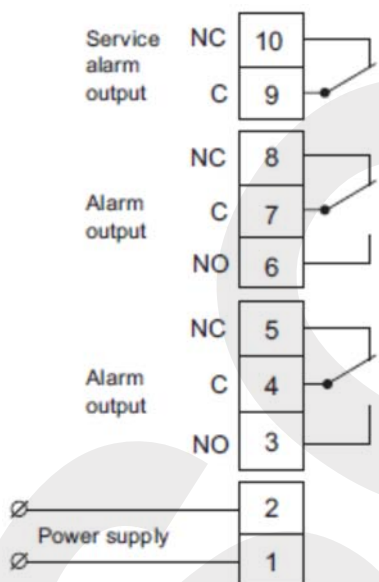 Service NC 10
alarm
output C 9
NC 8
Alarm C 7
output
NO 6
NC 5
Alarm C 4
output
NO 3
2
Power supply
1